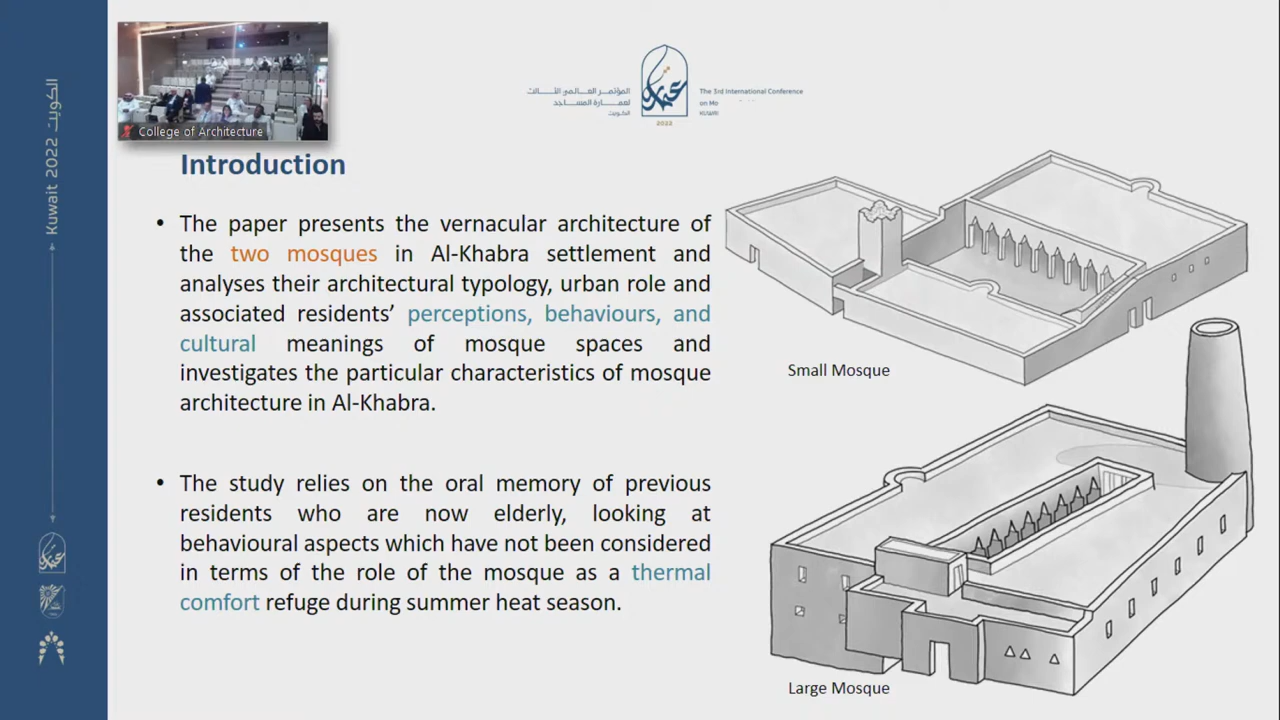 College of Architecture
المؤتمر العالمي الثالث
لعمارة المساجد
الكويت
2022
The 3rd International Conference
on Mo
KUWAI
الكويت Kuwait 2022
Introduction
• The paper presents the vernacular architecture of
the two mosques in Al-Khabra settlement and
analyses their architectural typology, urban role and
associated residents’ perceptions, behaviours, and
cultural meanings of mosque spaces and
investigates the particular characteristics of mosque
architecture in Al-Khabra.
• The study relies on the oral memory of previous
residents who are now elderly, looking at
behavioural aspects which have not been considered
in terms of the role of the mosque as a thermal
comfort refuge during summer heat season.
Small Mosque
Large Mosque